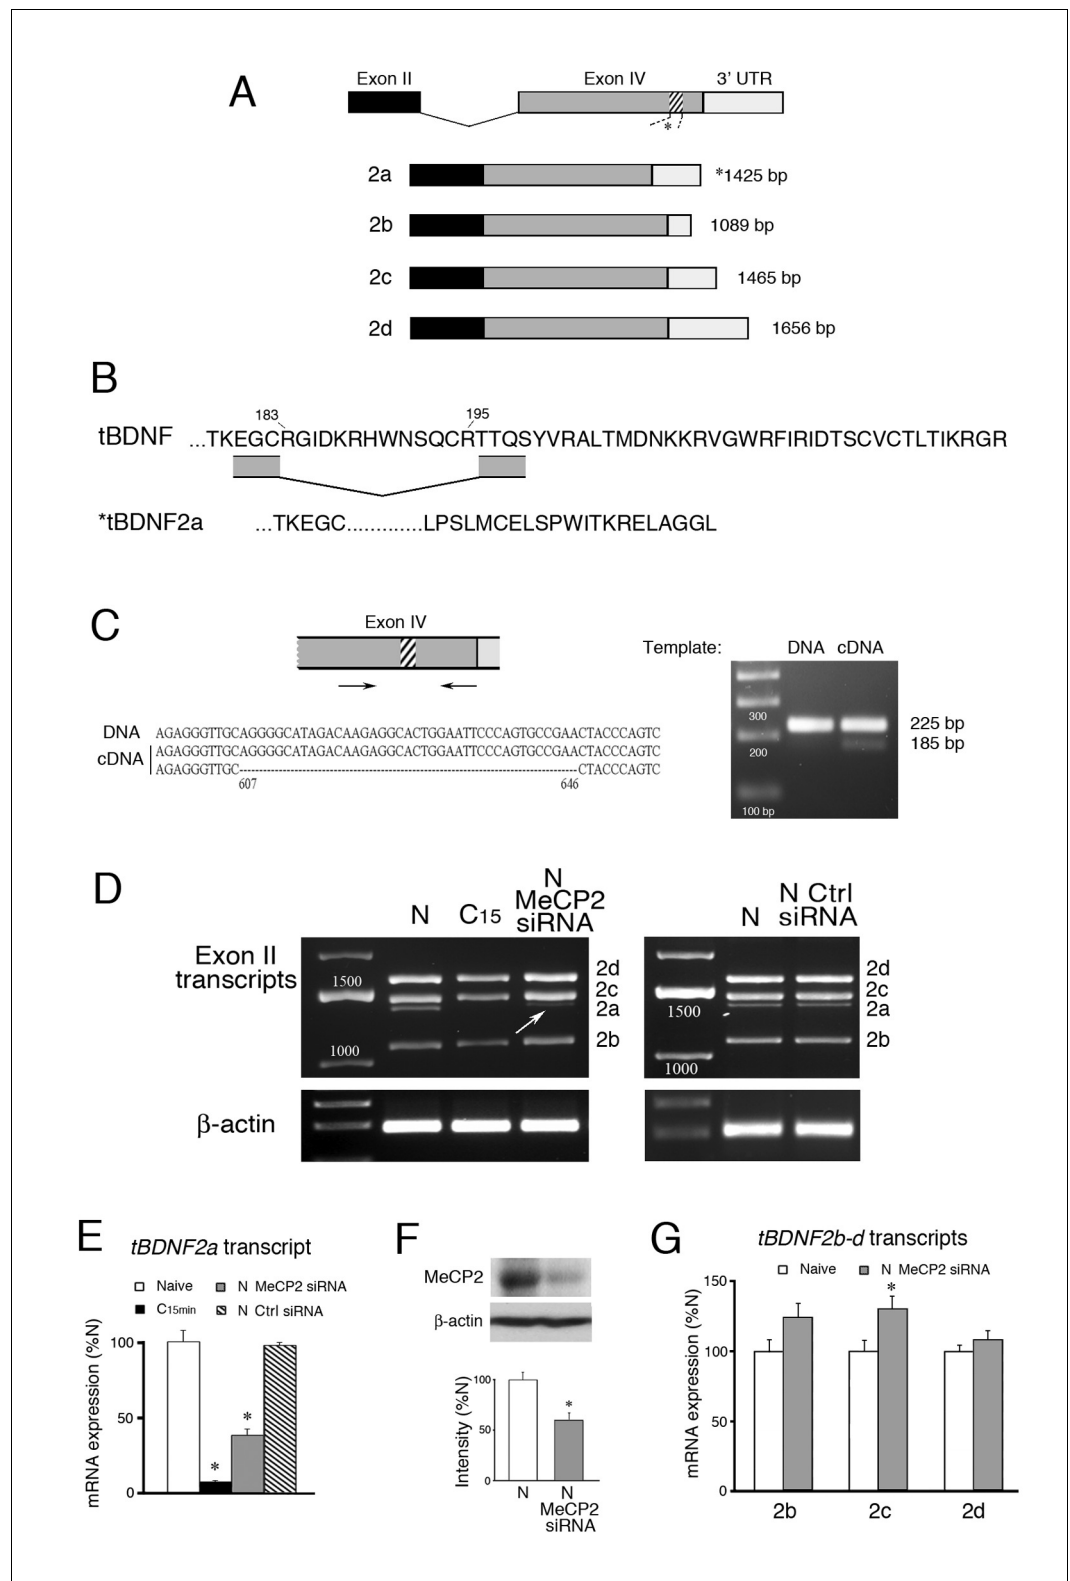 A
Exon II
Exon IV
3' UTR
*
2a
*1425 bp
2b
1089 bp
2c
1465 bp
2d
1656 bp
B
183
195
tBDNF
...TKEGCRGIDKRHWNSQCRTTQSYVRALTMDNKKRVGWRFIRIDTSCVCTLTIKRGR
*tBDNF2a
...TKEGC.............LPSLMCELSPWITKRELAGGL
C
Exon IV
Template:
DNA
cDNA
300
200
100 bp
225 bp
185 bp
DNA
AGAGGGTTGCAGGGGCATAGACAAGAGGCACTGGAATTCCCAGTGCCGAACTACCCAGTC
cDNA
AGAGGGTTGCAGGGGCATAGACAAGAGGCACTGGAATTCCCAGTGCCGAACTACCCAGTC
AGAGGGTTGC----------------------------------------CTACCCAGTC
607
646
D
N
C15
N
MeCP2
siRNA
N
N Ctrl
siRNA
Exon II
transcripts
1500
1000
2d
2c
2a
2b
1500
1000
2d
2c
2a
2b
β-actin
E
tBDNF2a transcript
Naive
N MeCP2 siRNA
C15min
N Ctrl siRNA
mRNA expression (%N)
100
50
0
*
*
F
MeCP2
β-actin
Intensity (%N)
100
50
0
*
N
N
MeCP2
siRNA
G
tBDNF2b-d transcripts
Naive
N MeCP2 siRNA
mRNA expression (%N)
150
100
50
0
*
2b
2c
2d